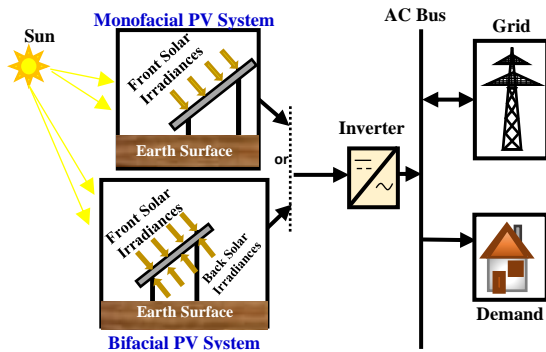 Monofacial PV System
AC Bus
Grid
Sun
Front Solar
Irradiances
Earth Surface
or
Inverter
Front Solar
Irradiances
Back Solar
Irradiances
Earth Surface
Bifacial PV System
Demand